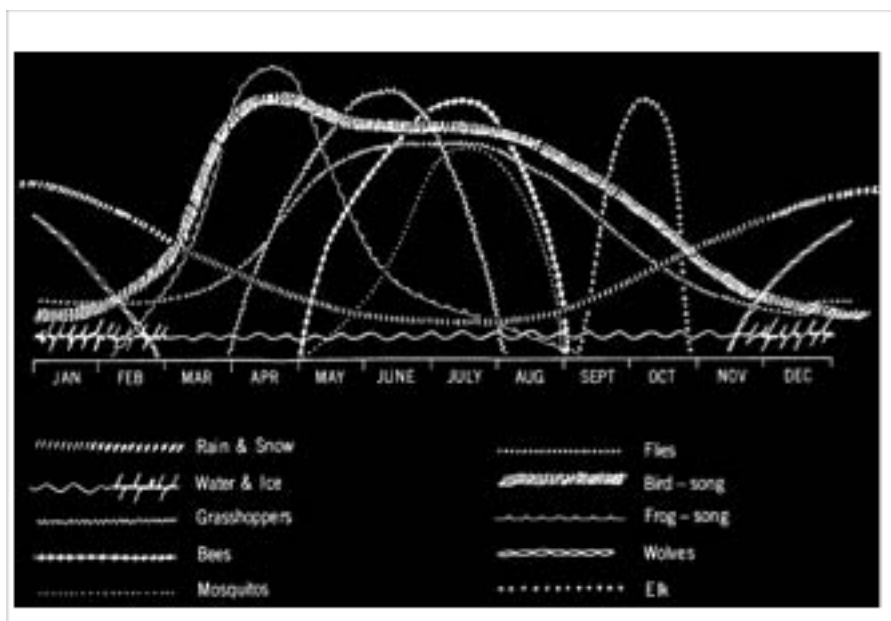 JAN FEB MAR APR MAY JUNE JULY AUG SEPT OCT NOV DEC
Rain & Snow
Water & Ice
Grasshoppers
Bees
Mosquitos
Flies
Bird-song
Frog-song
Wolves
Elk